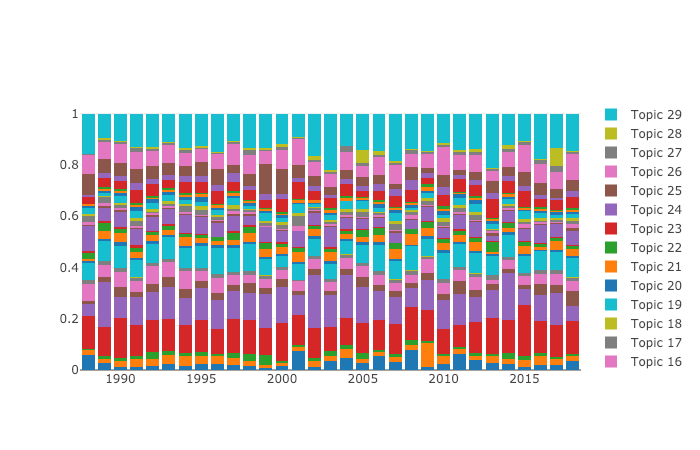 1
0.8
0.6
0.4
0.2
0
1990
1995
2000
2005
2010
2015
Topic 29
Topic 28
Topic 27
Topic 26
Topic 25
Topic 24
Topic 23
Topic 22
Topic 21
Topic 20
Topic 19
Topic 18
Topic 17
Topic 16